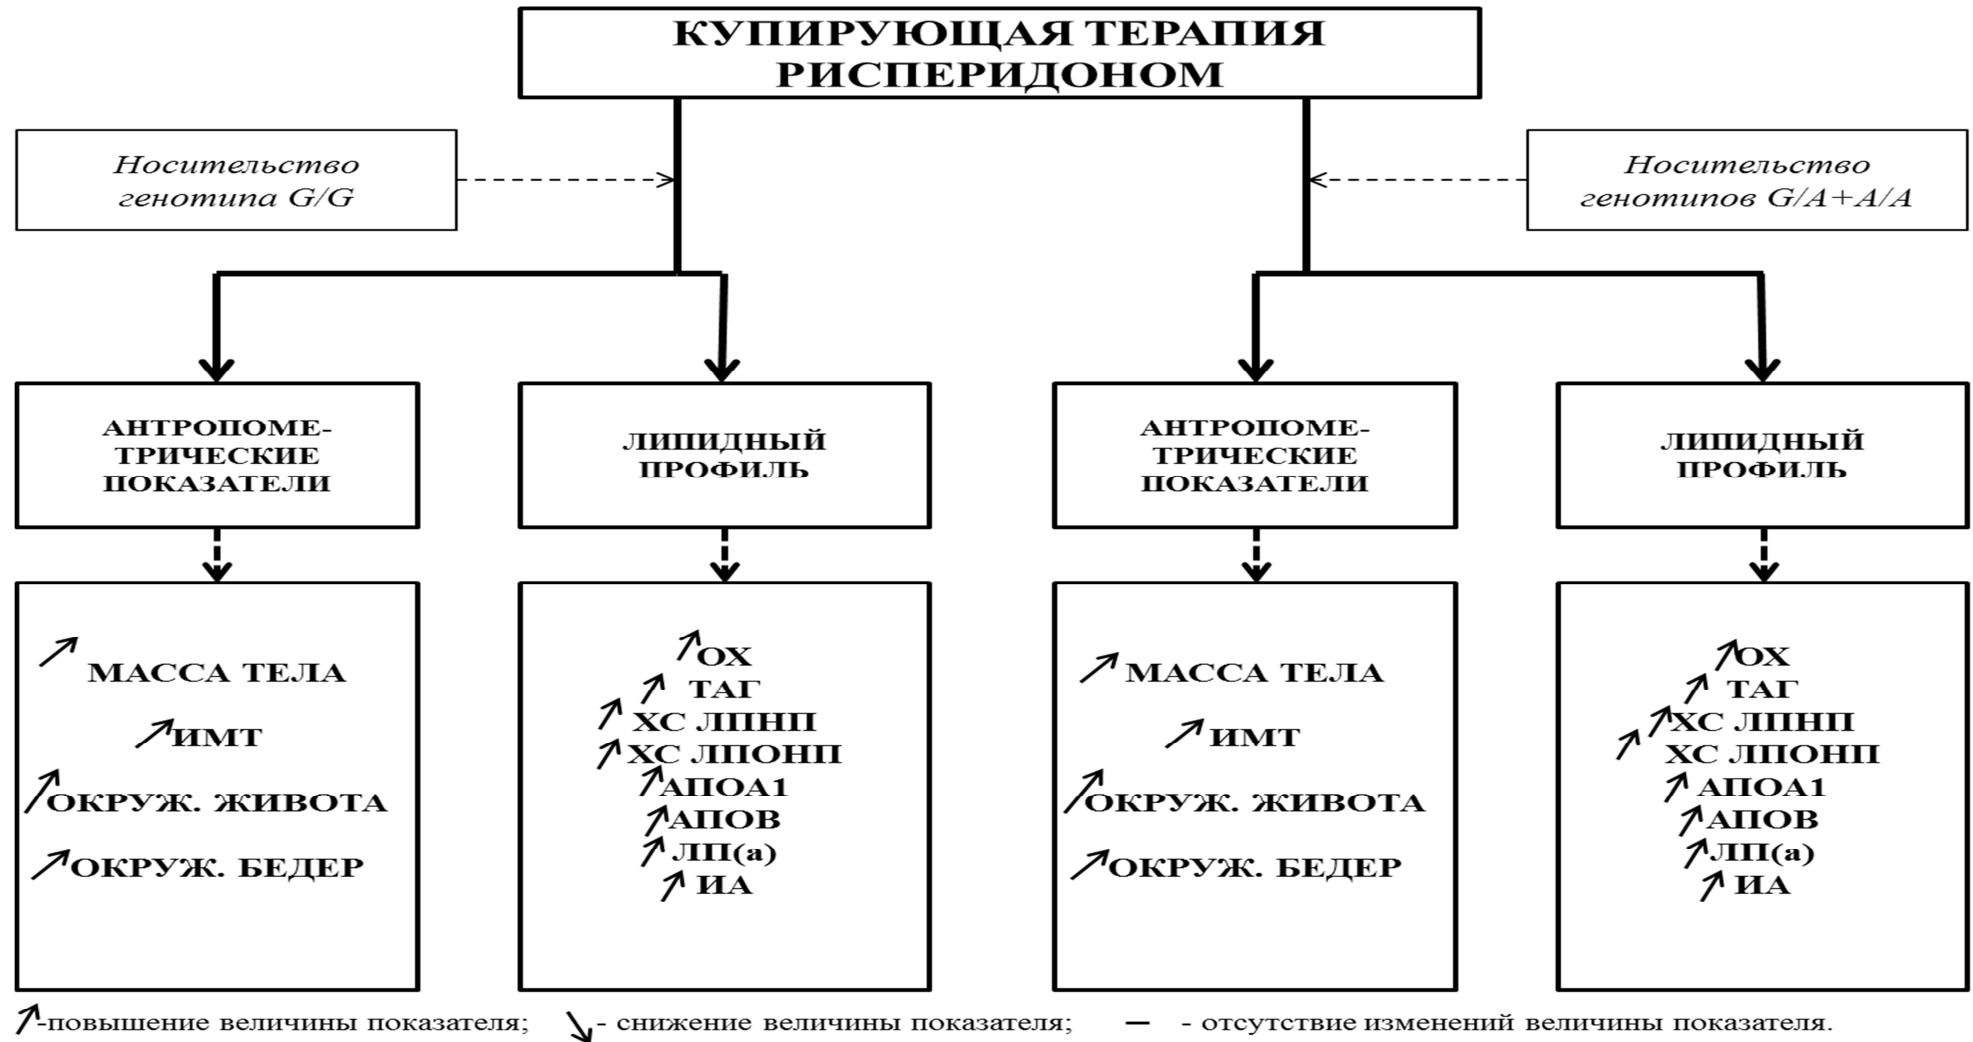 КУПИРУЮЩАЯ ТЕРАПИЯ
РИСПЕРИДОНОМ
Носительство
генотипа G/G
Носительство
генотипов G/A+A/A
АНТРОПОМЕ-
ТРИЧЕСКИЕ
ПОКАЗАТЕЛИ
ЛИПИДНЫЙ
ПРОФИЛЬ
АНТРОПОМЕ-
ТРИЧЕСКИЕ
ПОКАЗАТЕЛИ
ЛИПИДНЫЙ
ПРОФИЛЬ
МАССА ТЕЛА
ИМТ
ОКРУЖ. ЖИВОТА
ОКРУЖ. БЕДЕР
ОХ
ТАГ
ХС ЛПНП
ХС ЛПОНП
АПОА1
АПОВ
ЛП(а)
ИА
МАССА ТЕЛА
ИМТ
ОКРУЖ. ЖИВОТА
ОКРУЖ. БЕДЕР
ОХ
ТАГ
ХС ЛПНП
ХС ЛПОНП
АПОА1
АПОВ
ЛП(а)
ИА
↗-повышение величины показателя; ↘- снижение величины показателя; – - отсутствие изменений величины показателя.